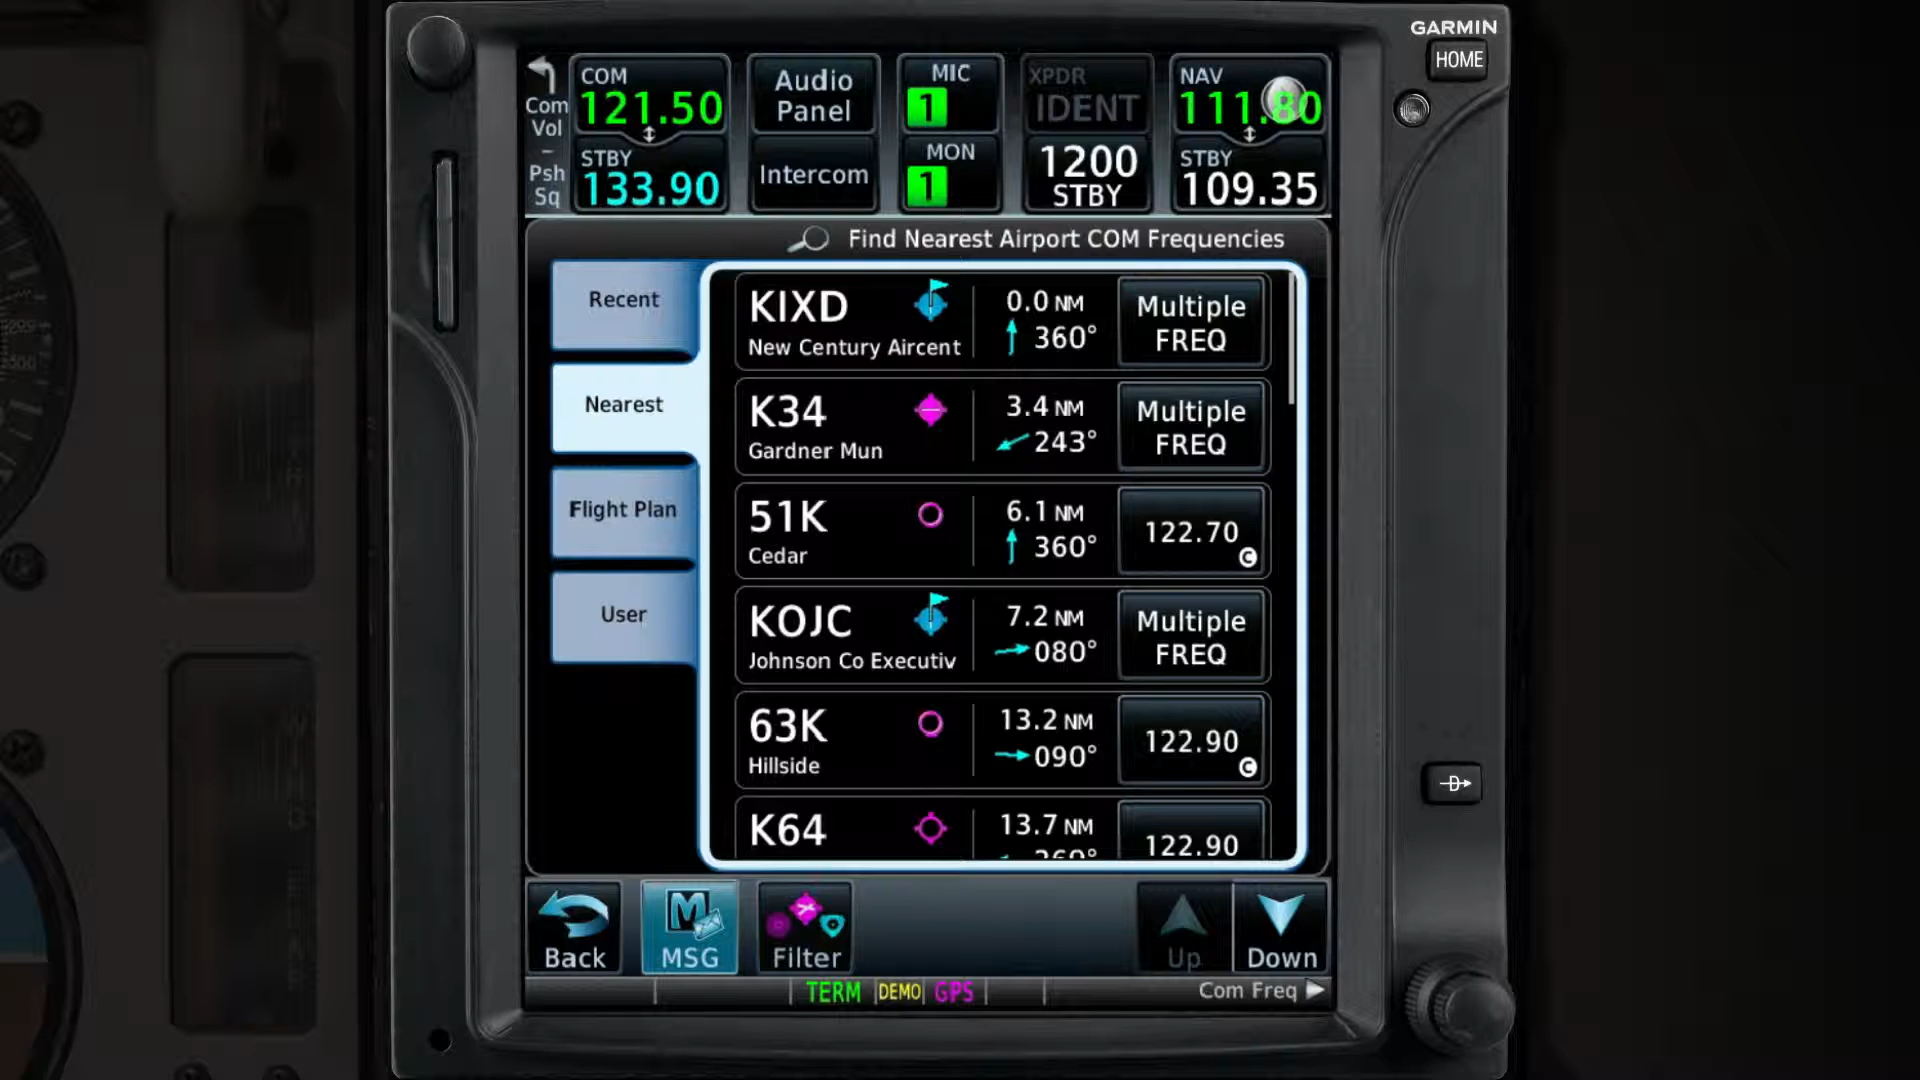 GARMIN
HOME
COM
121.50
Com
Vol
-
Psh
Sq
STBY
133.90
Audio
Panel
Intercom
MIC
1
MON
1
XPDR
IDENT
1200
STBY
NAV
111.80
STBY
109.35
Find Nearest Airport COM Frequencies
Recent
Nearest
Flight Plan
User
KIXD
New Century Aircent
0.0 NM
360°
Multiple
FREQ
K34
Gardner Mun
3.4 NM
243°
Multiple
FREQ
51K
Cedar
6.1 NM
360°
122.70
C
KOJC
Johnson Co Executiv
7.2 NM
080°
Multiple
FREQ
63K
Hillside
13.2 NM
090°
122.90
C
K64
13.7 NM
122.90
D
Back
M
MSG
Filter
Up
Down
TERM
DEMO
GPS
Com Freq